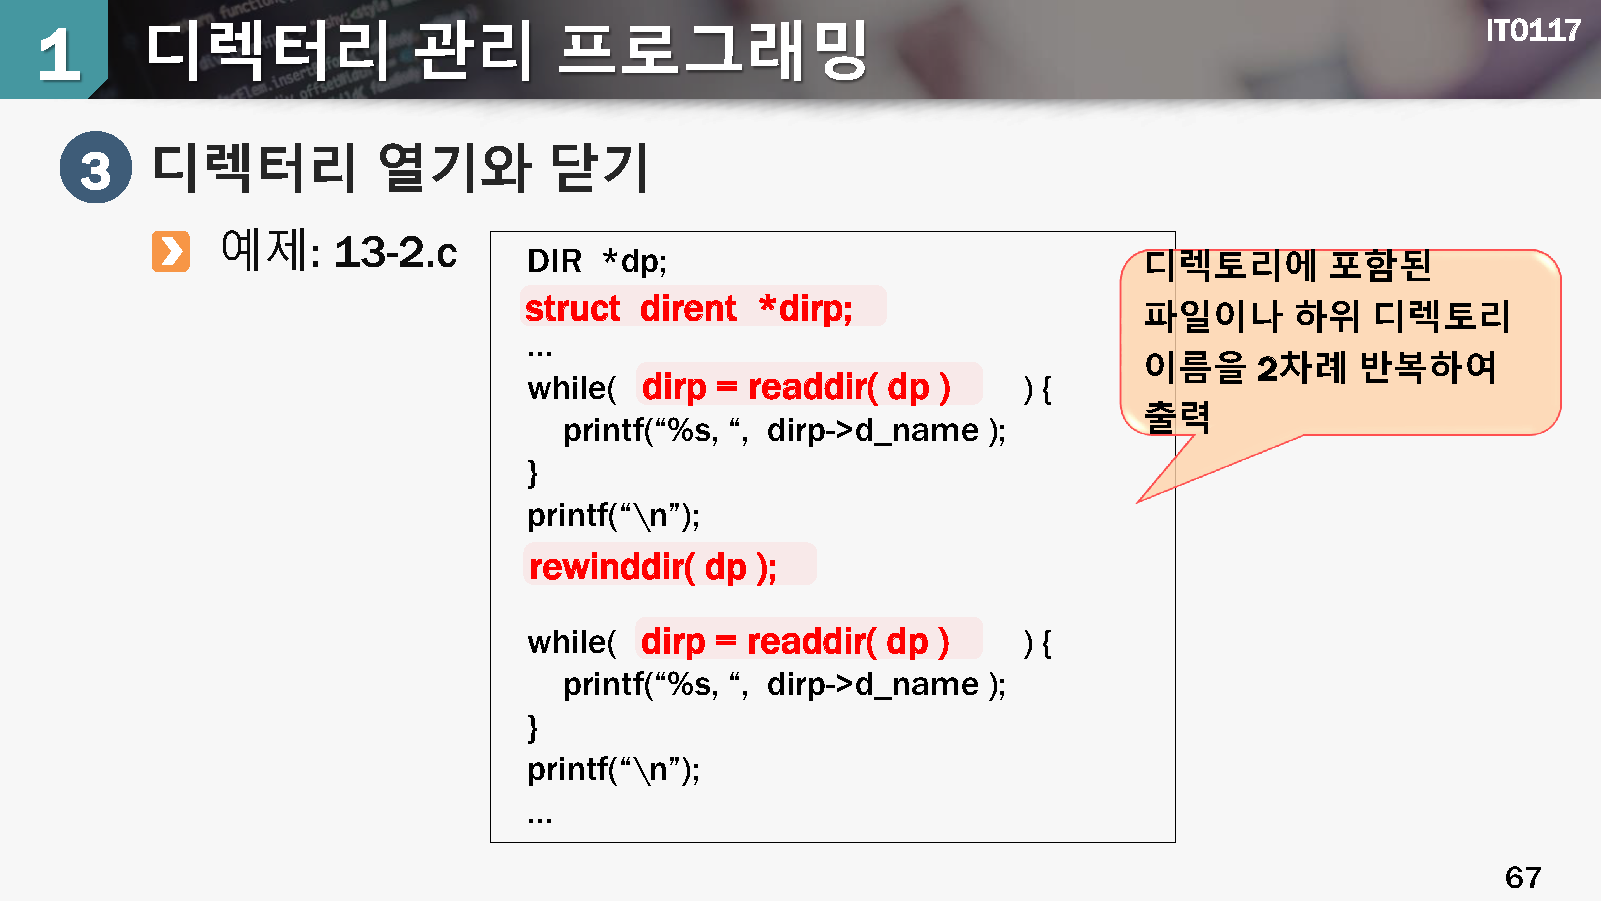 1 디렉터리 관리 프로그래밍
IT0117
3 디렉터리 열기와 닫기
예제: 13-2.c
DIR *dp;
struct dirent *dirp;
...
while( dirp = readdir( dp ) ) {
printf(“%s, “, dirp->d_name );
}
printf(“\n”);
rewinddir( dp );
while( dirp = readdir( dp ) ) {
printf(“%s, “, dirp->d_name );
}
printf(“\n”);
...
디렉토리에 포함된
파일이나 하위 디렉토리
이름을 2차례 반복하여
출력
67